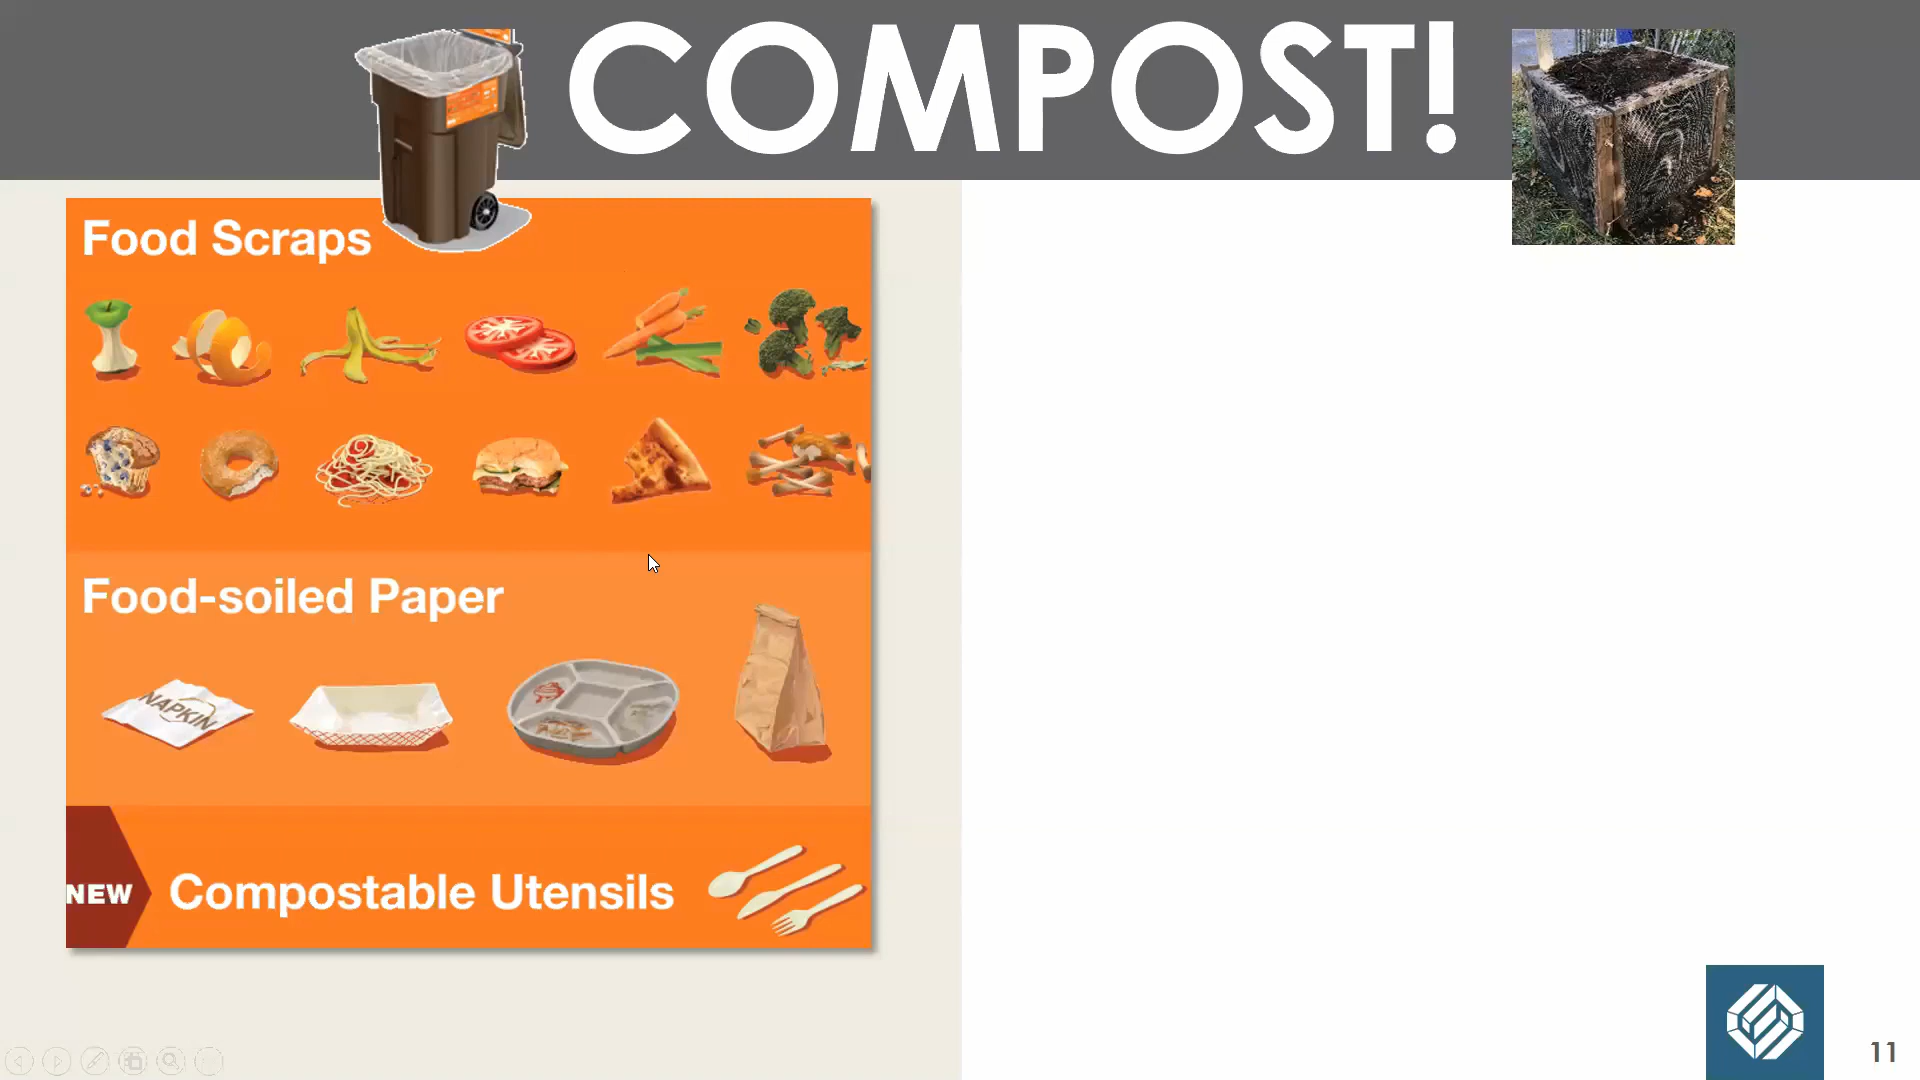 COMPOST!
Food Scraps
Food-soiled Paper
NAPKIN
NEW
Compostable Utensils
11